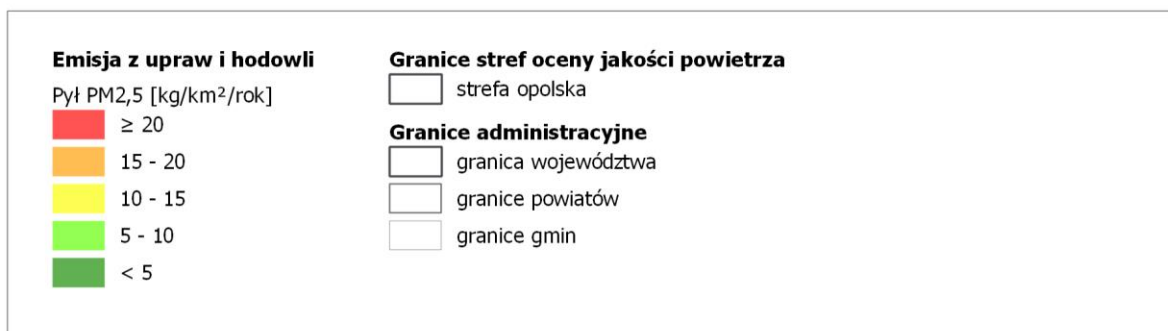 Emisja z upraw i hodowli
Pył PM2,5 [kg/km²/rok]
≥ 20
15 - 20
10 - 15
5 - 10
< 5
Granice stref oceny jakości powietrza
strefa opolska
Granice administracyjne
granica województwa
granice powiatów
granice gmin